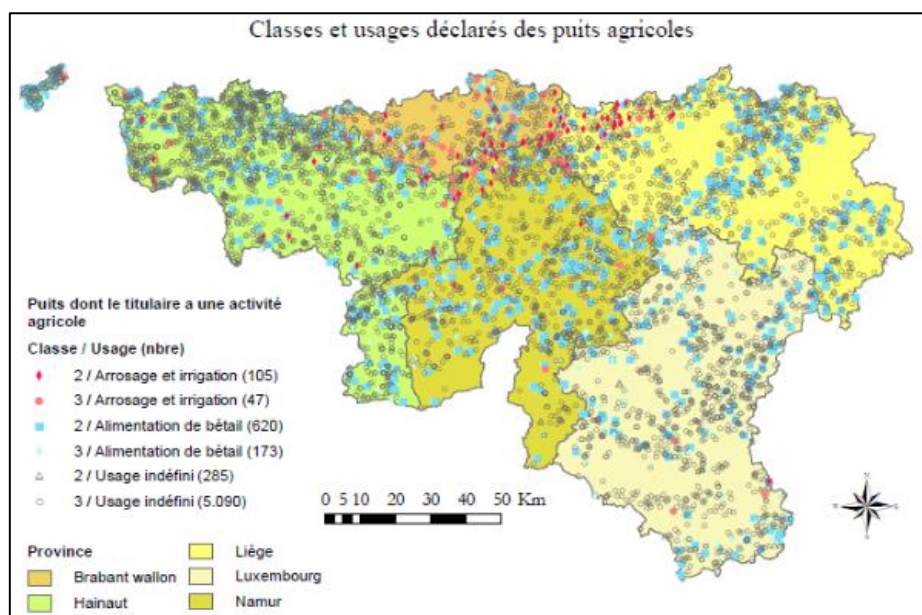 Classes et usages déclarés des puits agricoles
Puits dont le titulaire a une activité
agricole
Classe / Usage (nbre)
2 / Arrosage et irrigation (105)
3 / Arrosage et irrigation (47)
2 / Alimentation de bétail (620)
3 / Alimentation de bétail (173)
2 / Usage indéfini (285)
3 / Usage indéfini (5.090)
0 5 10 20 30 40 50 Km
Province
Brabant wallon
Hainaut
Liège
Luxembourg
Namur